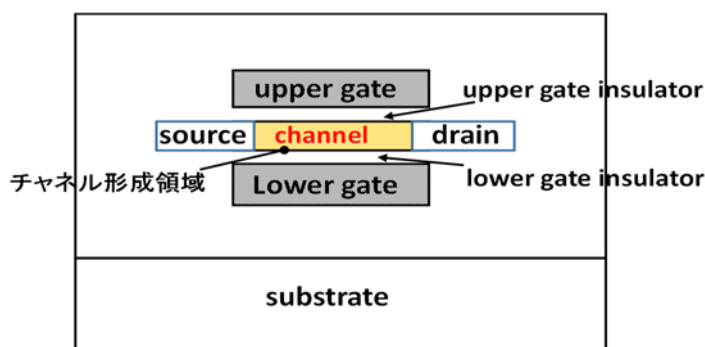 upper gate
upper gate insulator
source
channel
drain
チャネル形成領域
Lower gate
lower gate insulator
substrate